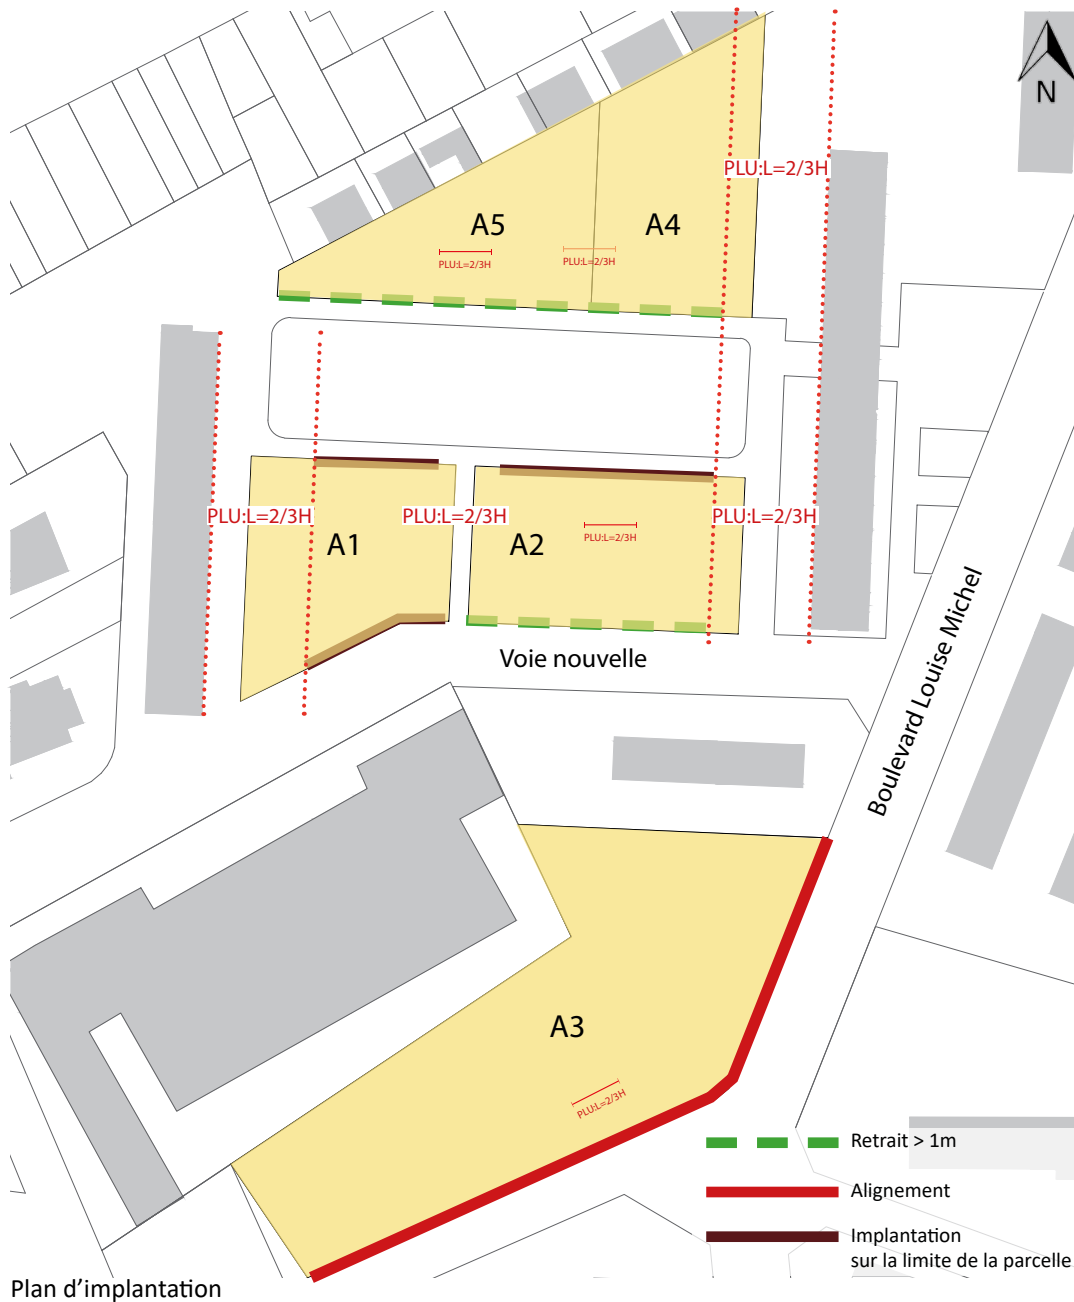 N
PLU:L=2/3H
A5
A4
PLU:L=2/3H
PLU:L=2/3H
PLU:L=2/3H
PLU:L=2/3H
PLU:L=2/3H
A1
A2
PLU:L=2/3H
Voie nouvelle
Boulevard Louise Michel
A3
PLU:L=2/3H
Retrait > 1m
Alignement
Implantation
sur la limite de la parcelle
Plan d'implantation